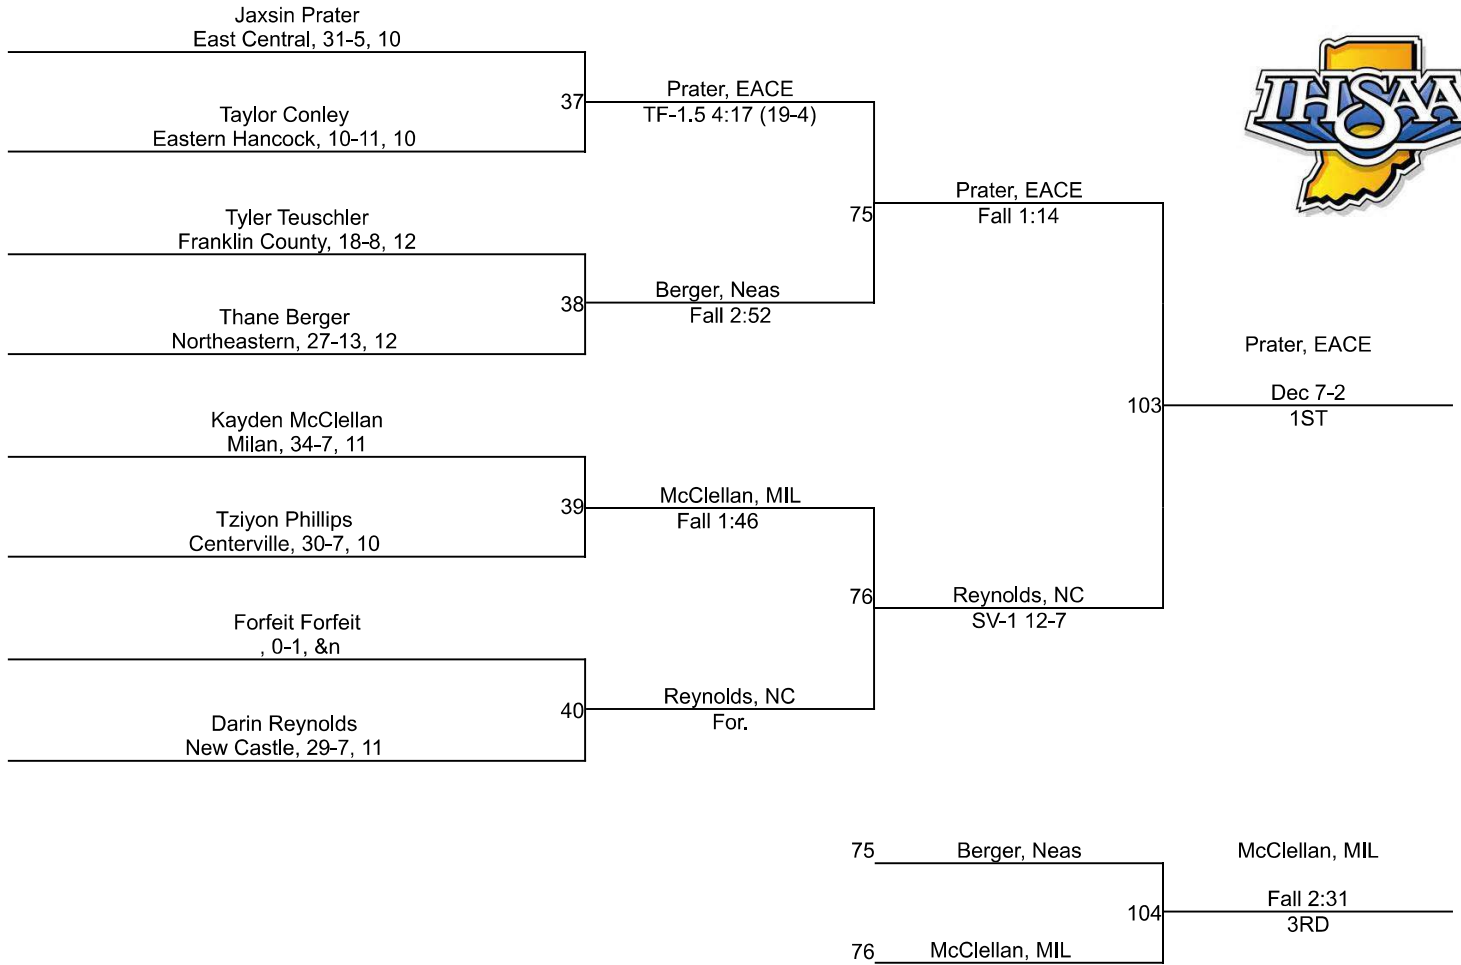 Jaxsin Prater
East Central, 31-5, 10
37
Prater, EACE
TF-1.5 4:17 (19-4)
Taylor Conley
Eastern Hancock, 10-11, 10
IHSAA
75
Prater, EACE
Fall 1:14
Tyler Teuschler
Franklin County, 18-8, 12
38
Berger, Neas
Fall 2:52
Thane Berger
Northeastern, 27-13, 12
103
Prater, EACE
Dec 7-2
1ST
Kayden McClellan
Milan, 34-7, 11
39
McClellan, MIL
Fall 1:46
Tziyon Phillips
Centerville, 30-7, 10
76
Reynolds, NC
SV-1 12-7
Forfeit Forfeit
, 0-1, &n
40
Reynolds, NC
For.
Darin Reynolds
New Castle, 29-7, 11
75
Berger, Neas
104
McClellan, MIL
Fall 2:31
3RD
76
McClellan, MIL